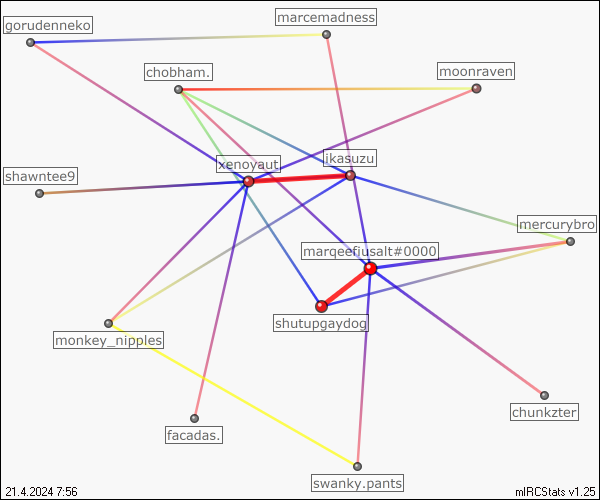 marcemadness
gorudenneko
chobham.
moonraven
ikasuzu
xenoyaut
shawntee9
mercurybro
marqeefiusalt#0000
shutupgaydog
monkey_nipples
chunkzter
facadas.
swanky.pants
21.4.2024 7:56
mIRCStats v1.25